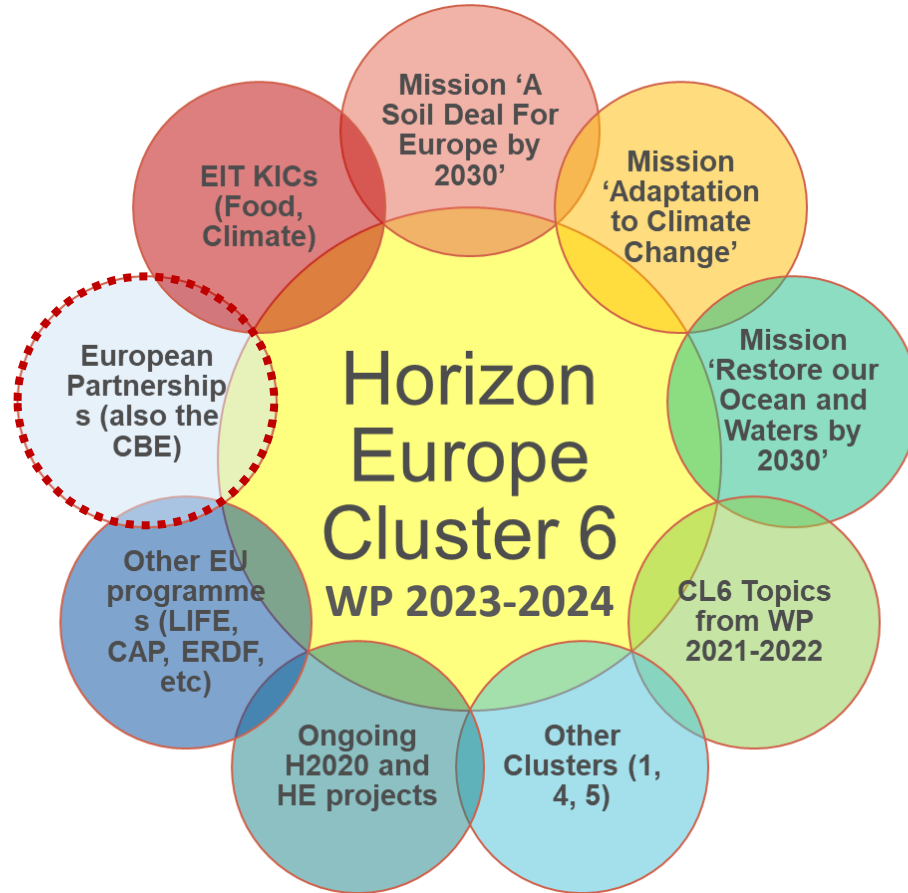 Mission ‘A
Soil Deal For
Europe by
2030’
Mission
‘Adaptation
to Climate
Change’
Mission
‘Restore our
Ocean and
Waters by
2030’
CL6 Topics
from WP
2021-2022
Other
Clusters (1,
4, 5)
Ongoing
H2020 and
HE projects
Other EU
programme
s (LIFE,
CAP, ERDF,
etc)
European
Partnership
s (also the
CBE)
EIT KICs
(Food,
Climate)
Horizon
Europe
Cluster 6
WP 2023-2024